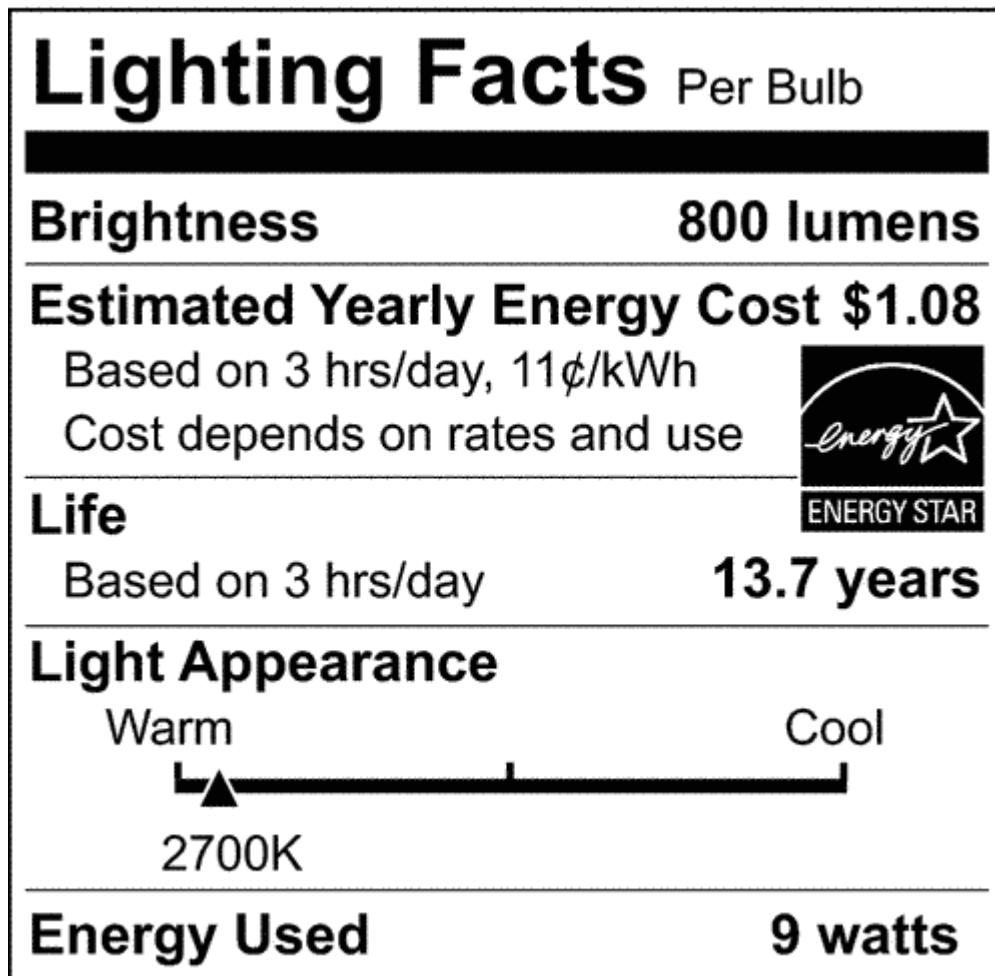 Lighting Facts Per Bulb
Brightness 800 lumens
Estimated Yearly Energy Cost $1.08
Based on 3 hrs/day, 11¢/kWh
Cost depends on rates and use
energy
ENERGY STAR
Life
Based on 3 hrs/day 13.7 years
Light Appearance
Warm Cool
2700K
Energy Used 9 watts